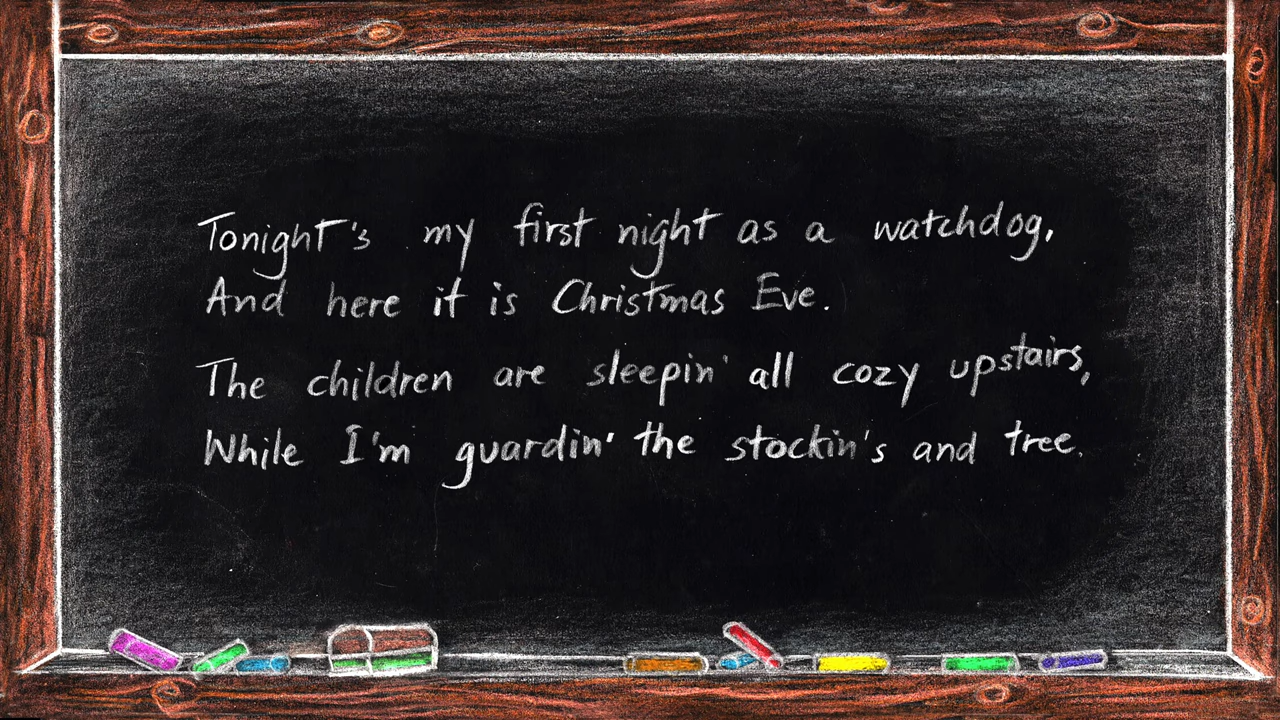 Tonight's my first night as a watchdog,
And here it is Christmas Eve.
The children are sleepin' all cozy upstairs,
While I'm guardin' the stockin's and tree.